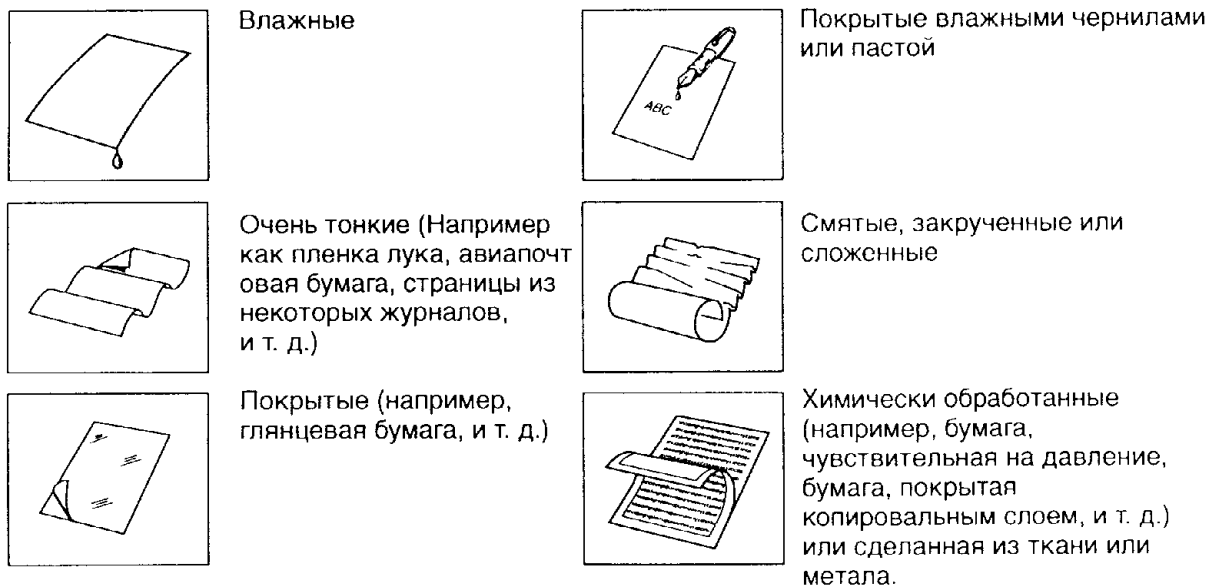 Влажные
Покрытые влажными чернилами
или пастой
ABC
Очень тонкие (Например
как пленка лука, авиапочт
овая бумага, страницы из
некоторых журналов,
и т. д.)
Смятые, закрученные или
сложенные
Покрытые (например,
глянцевая бумага, и т. д.)
Химически обработанные
(например, бумага,
чувствительная на давление,
бумага, покрытая
копировальным слоем, и т. д.)
или сделанная из ткани или
метала.